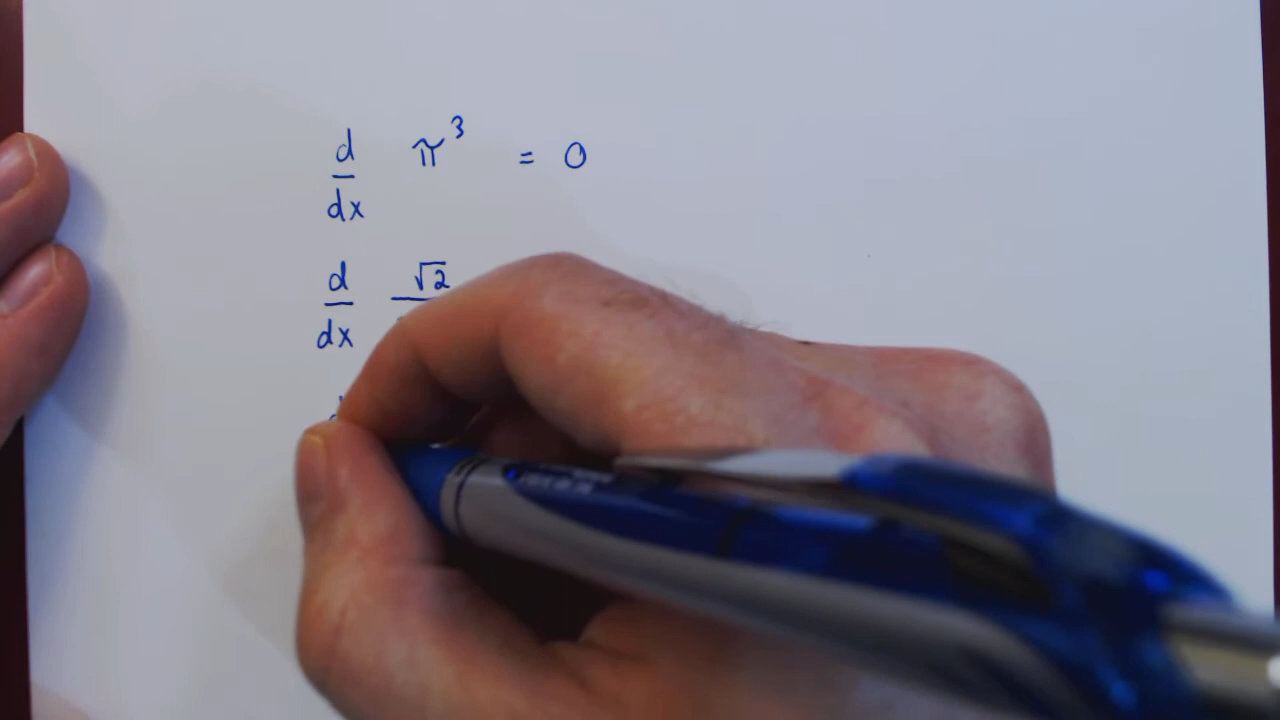 d/dx π³ = 0
d/dx √2
d